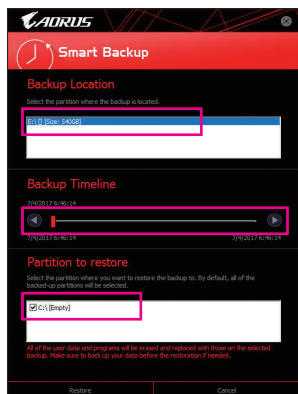 AORUS
Smart Backup
Backup Location
Select the partition where the backup is located.
E:\ [] [Size: 540GB]
Backup Timeline
7/4/2017 6:46:14
7/4/2017 6:46:14
7/4/2017 6:46:14
Partition to restore
Select the partition where you want to restore the backup to. By default, all of the
backed-up partitions will be selected.
C:\ [Empty]
All of the user data and programs will be erased and replaced with those on the selected
backup. Make sure to back up your data before the restoration if needed.
Restore
Cancel